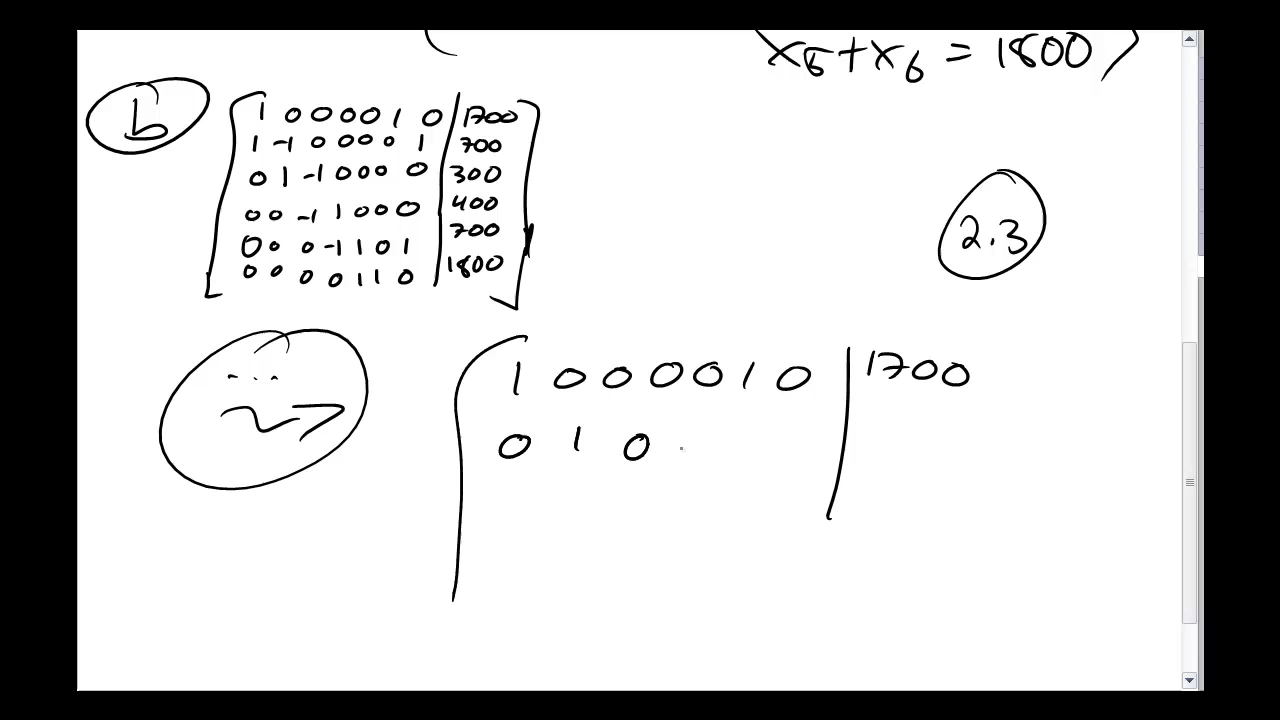 x5+x6 = 1800
b
1 0 0 0 0 1 0 | 1700
1 -1 0 0 0 0 1 | 700
0 1 -1 0 0 0 0 | 300
0 0 -1 1 0 0 0 | 400
0 0 0 -1 1 0 1 | 700
0 0 0 0 1 1 0 | 1800
2.3
...
1 0 0 0 0 1 0 | 1700
0 1 0